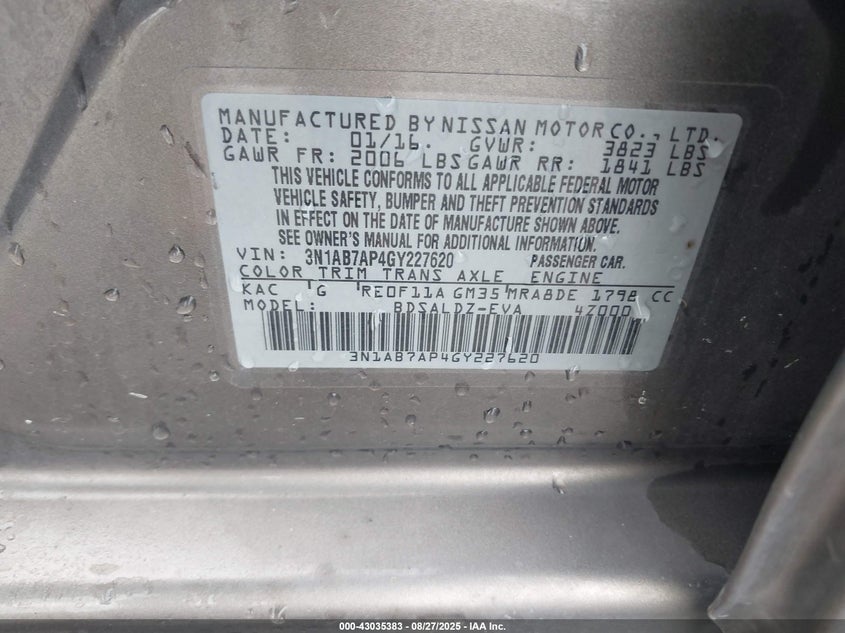 MANUFACTURED BY NISSAN MOTOR CO., LTD.
DATE: 01/16. GVWR: 3823 LBS
GAWR FR: 2006 LBS GAWR RR: 1841 LBS
THIS VEHICLE CONFORMS TO ALL APPLICABLE FEDERAL MOTOR
VEHICLE SAFETY, BUMPER AND THEFT PREVENTION STANDARDS
IN EFFECT ON THE DATE OF MANUFACTURE SHOWN ABOVE.
SEE OWNER'S MANUAL FOR ADDITIONAL INFORMATION.
VIN: 3N1AB7AP4GY227620 PASSENGER CAR.
COLOR TRIM TRANS AXLE ENGINE
KAC G RE0F11A GM35 MRA8DE 1798 CC
MODEL: BDSALDZ-EVA 4Z000
3N1AB7AP4GY227620
000-43035383 - 08/27/2025 - IAA Inc.